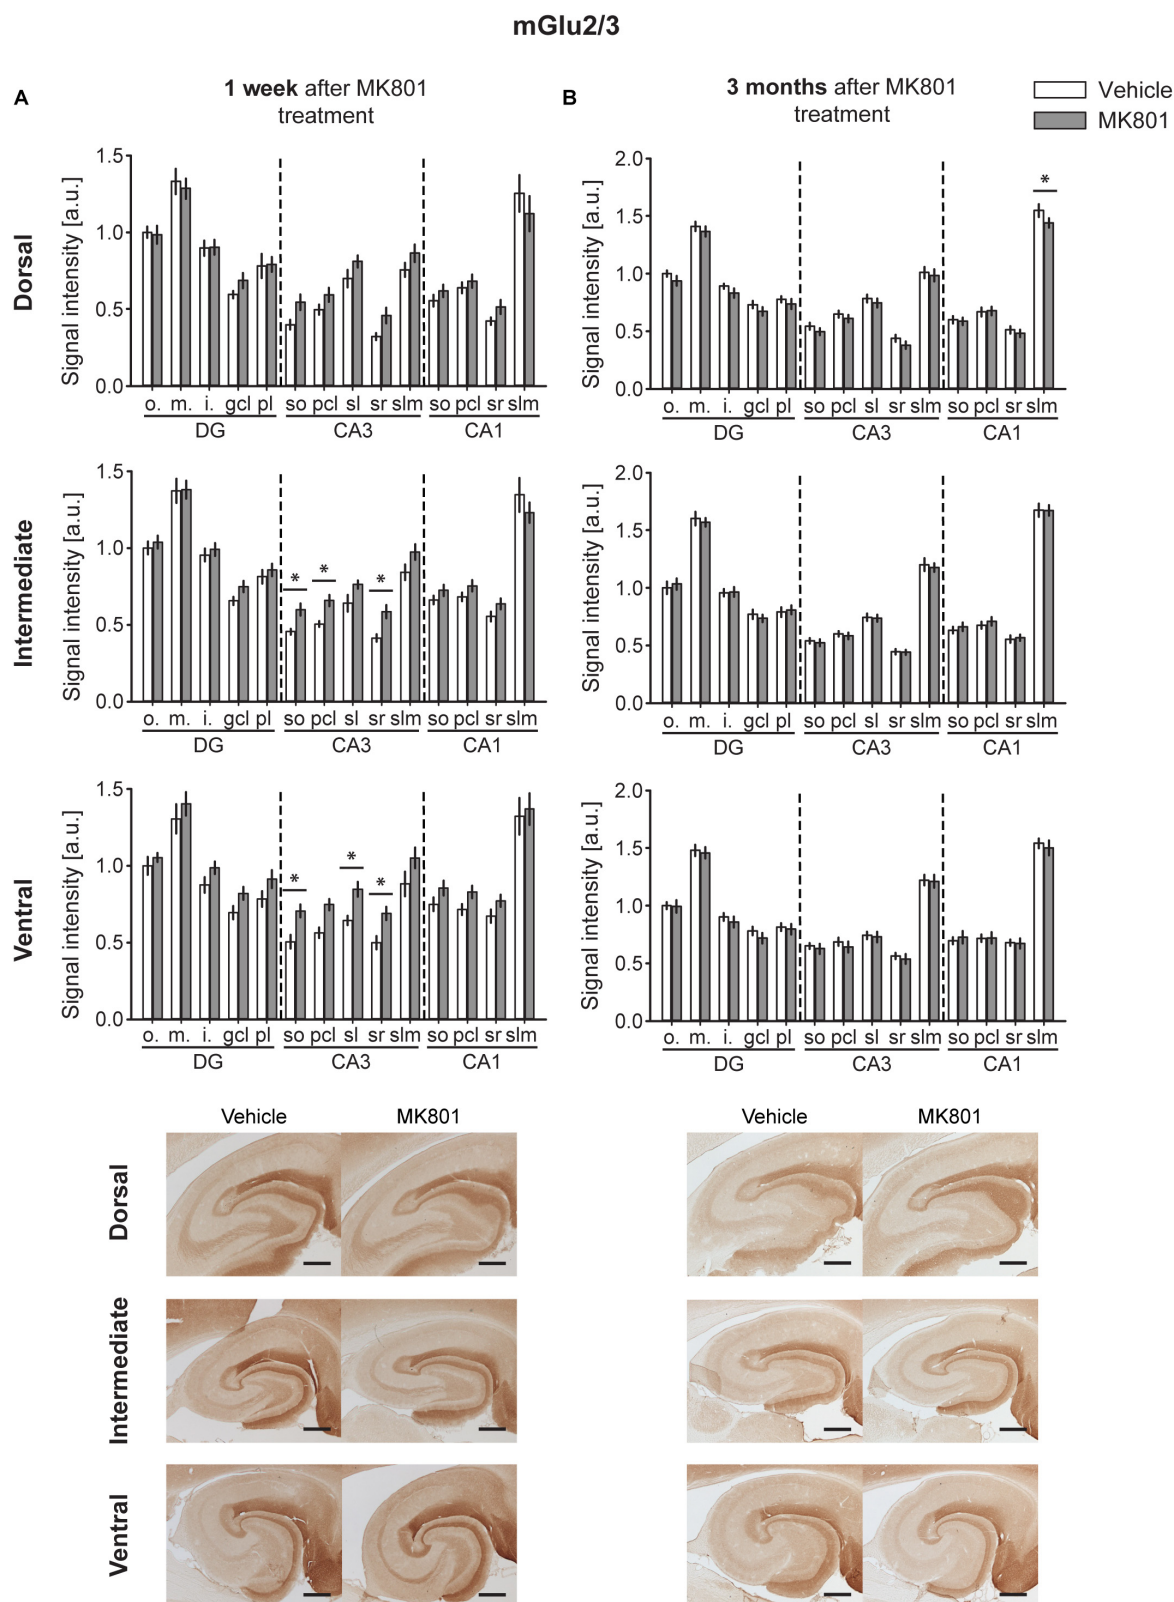 mGlu2/3
A
1 week after MK801
treatment
B
3 months after MK801
treatment
Vehicle
MK801
Dorsal
Signal intensity [a.u.]
1.5
1.0
0.5
0.0
o. m. i. gcl pl so pcl sl sr slm so pcl sr slm
DG CA3 CA1
Signal intensity [a.u.]
2.0
1.5
1.0
0.5
0.0
*
o. m. i. gcl pl so pcl sl sr slm so pcl sr slm
DG CA3 CA1
Intermediate
Signal intensity [a.u.]
1.5
1.0
0.5
0.0
* * *
o. m. i. gcl pl so pcl sl sr slm so pcl sr slm
DG CA3 CA1
Signal intensity [a.u.]
2.0
1.5
1.0
0.5
0.0
o. m. i. gcl pl so pcl sl sr slm so pcl sr slm
DG CA3 CA1
Ventral
Signal intensity [a.u.]
1.5
1.0
0.5
0.0
* * *
o. m. i. gcl pl so pcl sl sr slm so pcl sr slm
DG CA3 CA1
Signal intensity [a.u.]
2.0
1.5
1.0
0.5
0.0
o. m. i. gcl pl so pcl sl sr slm so pcl sr slm
DG CA3 CA1
Vehicle MK801
Vehicle MK801
Dorsal
Intermediate
Ventral